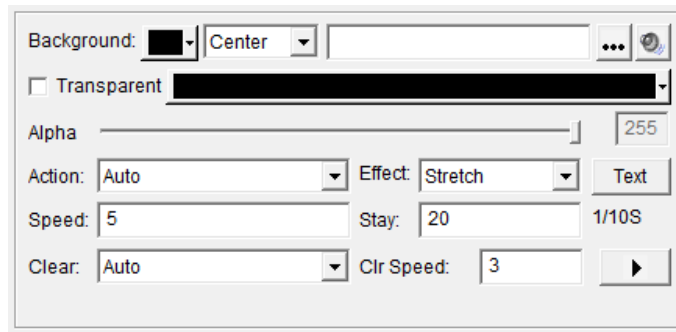 Background: Center ...
Transparent
Alpha 255
Action: Auto Effect: Stretch Text
Speed: 5 Stay: 20 1/10S
Clear: Auto Clr Speed: 3